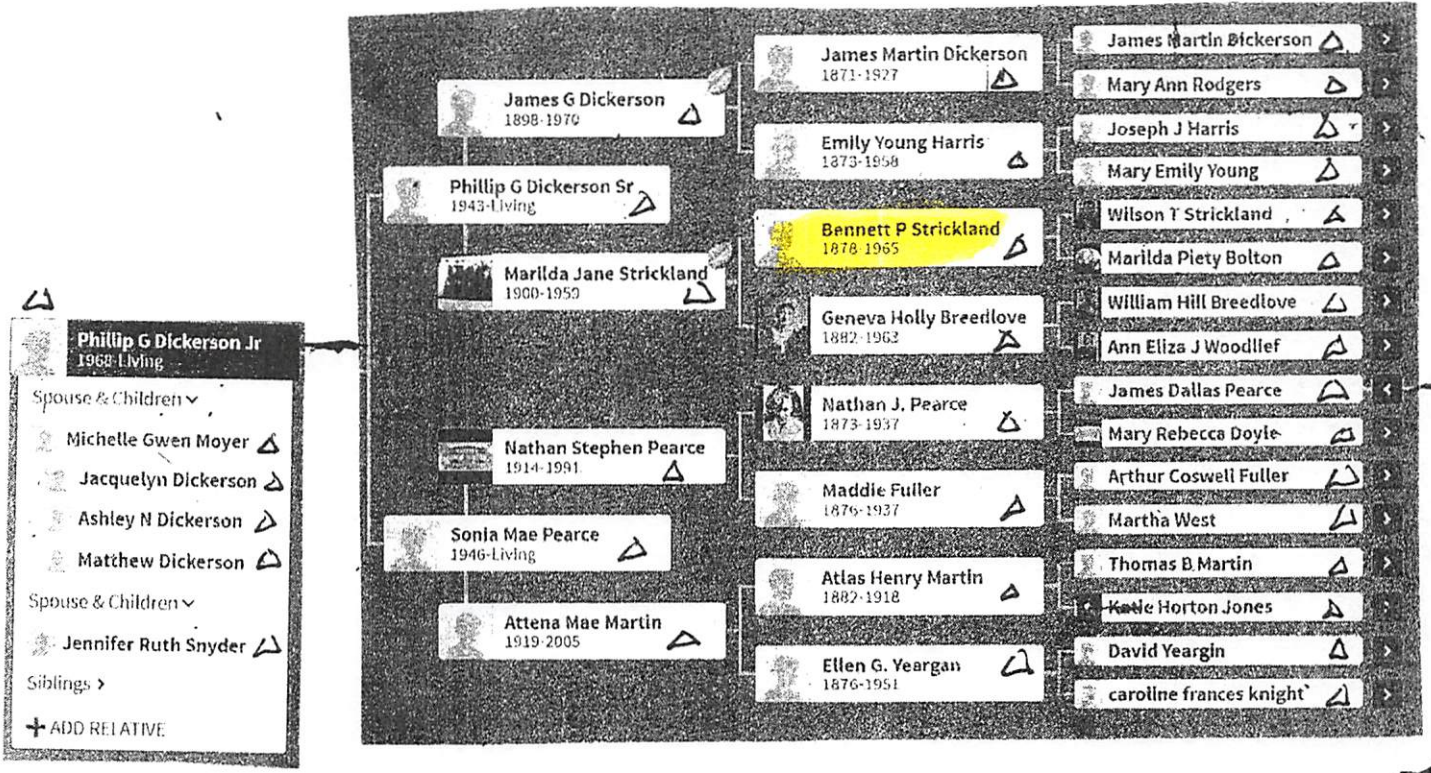 Phillip G Dickerson Jr
1968-Living
Spouse & Children
Michelle Gwen Moyer
Jacquelyn Dickerson
Ashley N Dickerson
Matthew Dickerson
Spouse & Children
Jennifer Ruth Snyder
Siblings >
+ ADD RELATIVE
Phillip G Dickerson Sr
1943-Living
Sonia Mae Pearce
1946-Living
James G Dickerson
1898-1970
Marilda Jane Strickland
1900-1959
Nathan Stephen Pearce
1914-1991
Attena Mae Martin
1919-2005
James Martin Dickerson
1871-1927
Emily Young Harris
1873-1958
Bennett P Strickland
1878-1965
Geneva Holly Breedlove
1882-1963
Nathan J. Pearce
1873-1937
Maddie Fuller
1876-1937
Atlas Henry Martin
1882-1918
Ellen G. Yeargan
1876-1951
James Martin Dickerson
Mary Ann Rodgers
Joseph J Harris
Mary Emily Young
Wilson T Strickland
Marilda Piety Bolton
William Hill Breedlove
Ann Eliza J Woodlief
James Dallas Pearce
Mary Rebecca Doyle
Arthur Coswell Fuller
Martha West
Thomas B Martin
Katie Horton Jones
David Yeargin
caroline frances knight